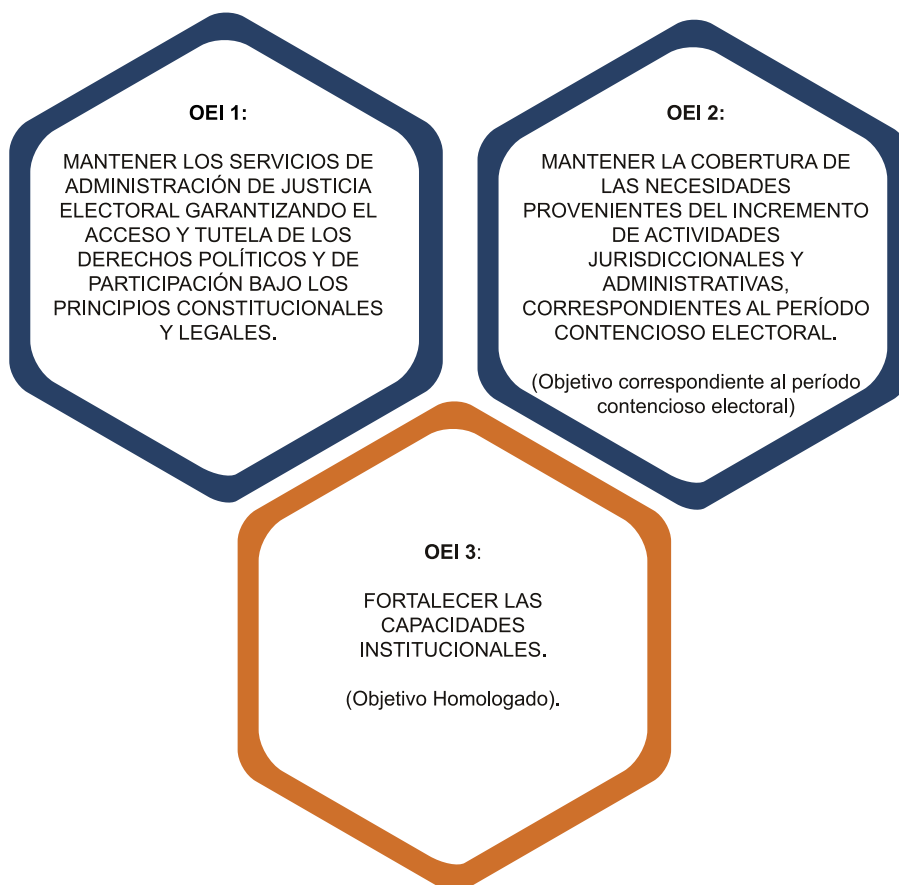 OEI 1:
MANTENER LOS SERVICIOS DE
ADMINISTRACIÓN DE JUSTICIA
ELECTORAL GARANTIZANDO EL
ACCESO Y TUTELA DE LOS
DERECHOS POLÍTICOS Y DE
PARTICIPACIÓN BAJO LOS
PRINCIPIOS CONSTITUCIONALES
Y LEGALES.
OEI 2:
MANTENER LA COBERTURA DE
LAS NECESIDADES
PROVENIENTES DEL INCREMENTO
DE ACTIVIDADES
JURISDICCIONALES Y
ADMINISTRATIVAS,
CORRESPONDIENTES AL PERÍODO
CONTENCIOSO ELECTORAL.
(Objetivo correspondiente al período
contencioso electoral)
OEI 3:
FORTALECER LAS
CAPACIDADES
INSTITUCIONALES.
(Objetivo Homologado).